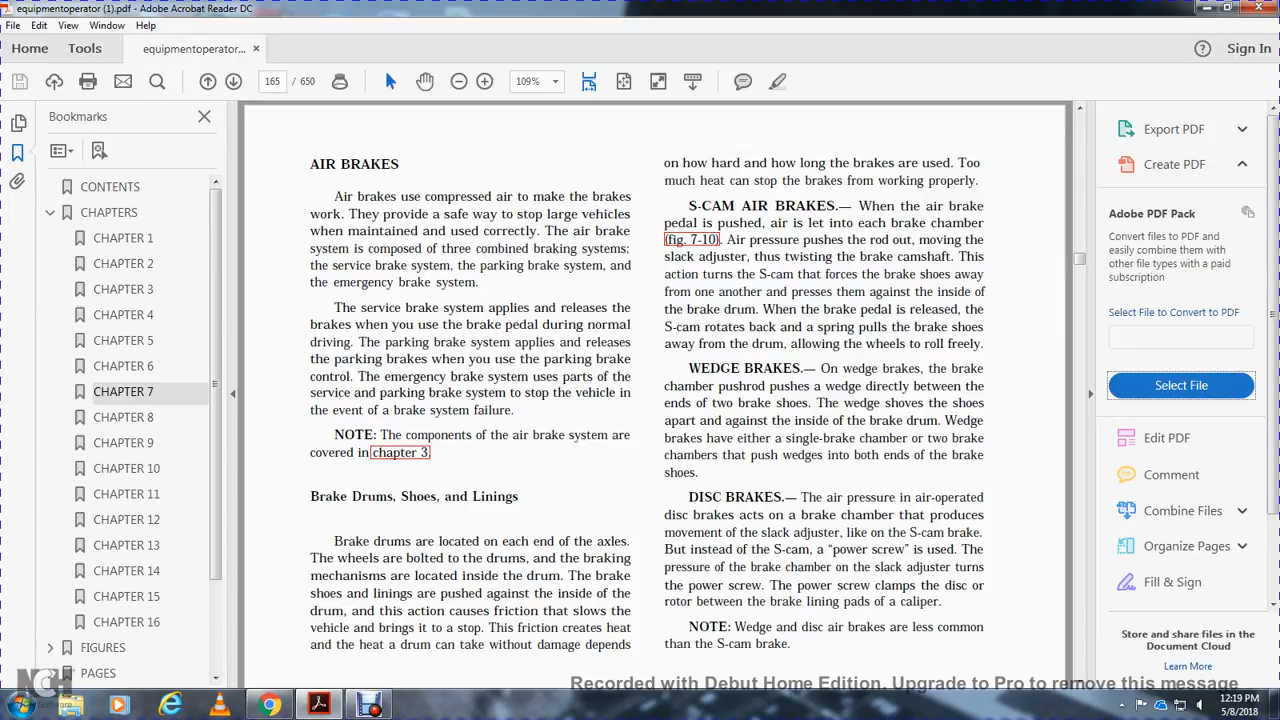 equipmentoperator (1).pdf - Adobe Acrobat Reader DC
File Edit View Window Help
Home Tools equipmentoperator... × Sign In
165 / 650 109%
Bookmarks
CONTENTS
CHAPTERS
CHAPTER 1
CHAPTER 2
CHAPTER 3
CHAPTER 4
CHAPTER 5
CHAPTER 6
CHAPTER 7
CHAPTER 8
CHAPTER 9
CHAPTER 10
CHAPTER 11
CHAPTER 12
CHAPTER 13
CHAPTER 14
CHAPTER 15
CHAPTER 16
FIGURES
PAGES
AIR BRAKES
Air brakes use compressed air to make the brakes
work. They provide a safe way to stop large vehicles
when maintained and used correctly. The air brake
system is composed of three combined braking systems:
the service brake system, the parking brake system, and
the emergency brake system.
The service brake system applies and releases the
brakes when you use the brake pedal during normal
driving. The parking brake system applies and releases
the parking brakes when you use the parking brake
control. The emergency brake system uses parts of the
service and parking brake system to stop the vehicle in
the event of a brake system failure.
NOTE: The components of the air brake system are
covered in chapter 3.
Brake Drums, Shoes, and Linings
Brake drums are located on each end of the axles.
The wheels are bolted to the drums, and the braking
mechanisms are located inside the drum. The brake
shoes and linings are pushed against the inside of the
drum, and this action causes friction that slows the
vehicle and brings it to a stop. This friction creates heat
and the heat a drum can take without damage depends
on how hard and how long the brakes are used. Too
much heat can stop the brakes from working properly.
S-CAM AIR BRAKES.— When the air brake
pedal is pushed, air is let into each brake chamber
(fig. 7-10). Air pressure pushes the rod out, moving the
slack adjuster, thus twisting the brake camshaft. This
action turns the S-cam that forces the brake shoes away
from one another and presses them against the inside of
the brake drum. When the brake pedal is released, the
S-cam rotates back and a spring pulls the brake shoes
away from the drum, allowing the wheels to roll freely.
WEDGE BRAKES.— On wedge brakes, the brake
chamber pushrod pushes a wedge directly between the
ends of two brake shoes. The wedge shoves the shoes
apart and against the inside of the brake drum. Wedge
brakes have either a single-brake chamber or two brake
chambers that push wedges into both ends of the brake
shoes.
DISC BRAKES.— The air pressure in air-operated
disc brakes acts on a brake chamber that produces
movement of the slack adjuster, like on the S-cam brake.
But instead of the S-cam, a “power screw” is used. The
pressure of the brake chamber on the slack adjuster turns
the power screw. The power screw clamps the disc or
rotor between the brake lining pads of a caliper.
NOTE: Wedge and disc air brakes are less common
than the S-cam brake.
Export PDF
Create PDF
Adobe PDF Pack
Convert files to PDF and
easily combine them with
other file types with a paid
subscription
Select File to Convert to PDF
Select File
Edit PDF
Comment
Combine Files
Organize Pages
Fill & Sign
Store and share files in the
Document Cloud
Learn More
NCH
Software
Recorded with Debut Home Edition. Upgrade to Pro to remove this message
12:19 PM
5/8/2018